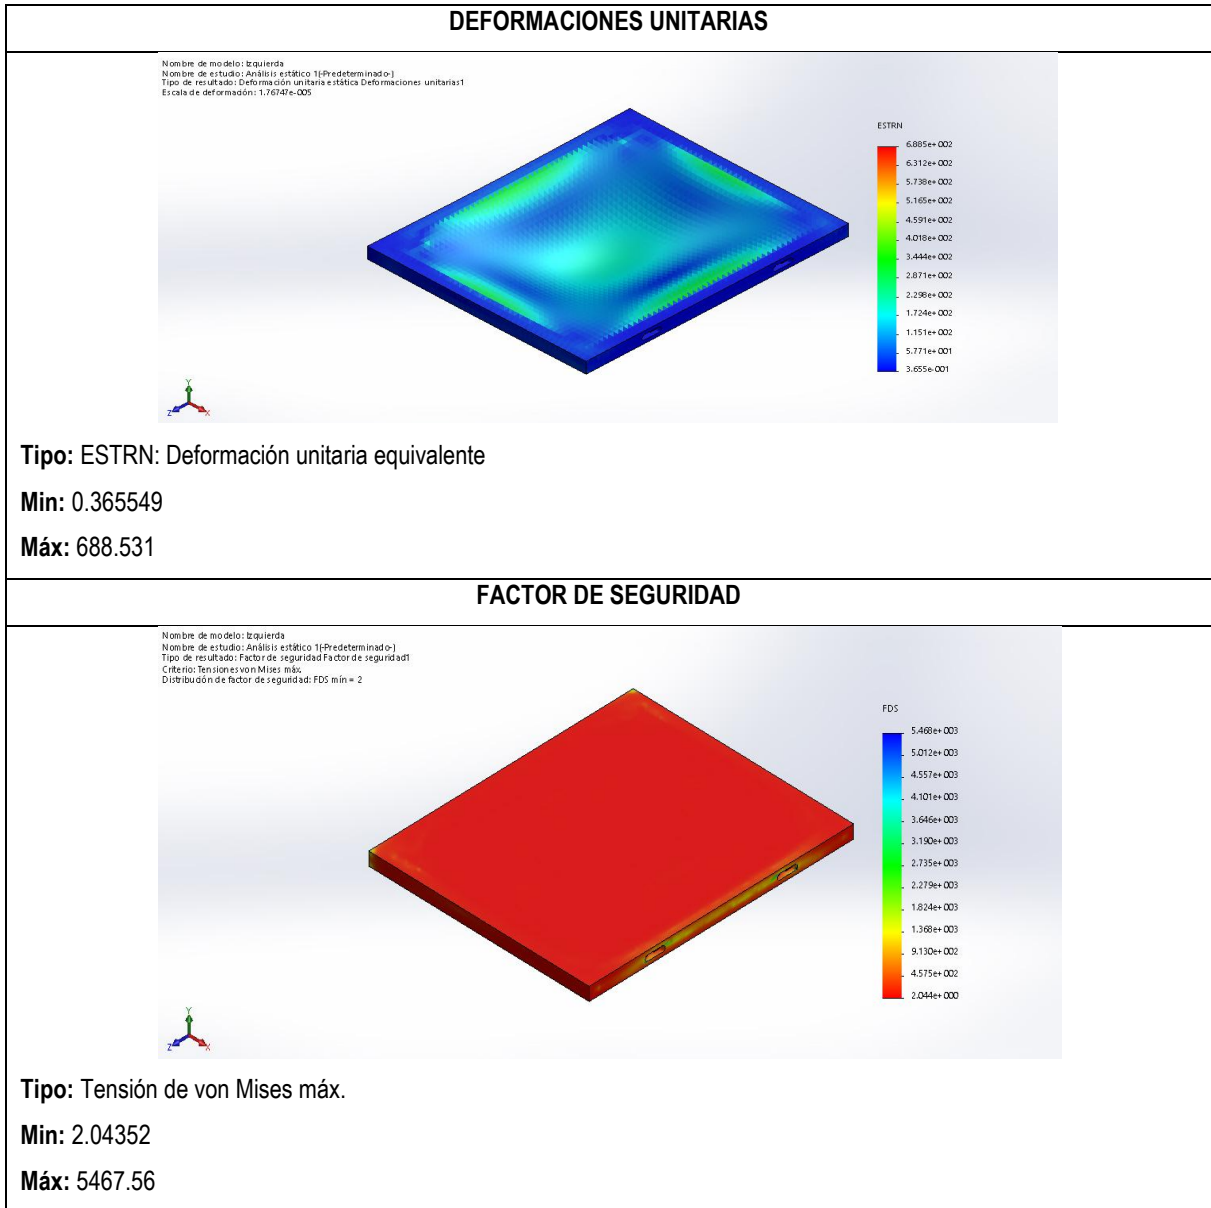 DEFORMACIONES UNITARIAS
Nombre de modelo: Izquierda
Nombre de estudio: Análisis estático 1(-Predeterminado-)
Tipo de resultado: Deformación unitaria estática Deformaciones unitarias1
Escala de deformación: 1.76747e-005
ESTRN
6.885e+002
6.312e+002
5.738e+002
5.165e+002
4.591e+002
4.018e+002
3.444e+002
2.871e+002
2.298e+002
1.724e+002
1.151e+002
5.771e+001
3.655e-001
Y
Z
X
Tipo: ESTRN: Deformación unitaria equivalente
Min: 0.365549
Máx: 688.531
FACTOR DE SEGURIDAD
Nombre de modelo: Izquierda
Nombre de estudio: Análisis estático 1(-Predeterminado-)
Tipo de resultado: Factor de seguridad Factor de seguridad1
Criterio: Tensiones von Mises máx.
Distribución de factor de seguridad: FDS mín = 2
FDS
5.468e+003
5.012e+003
4.557e+003
4.101e+003
3.646e+003
3.190e+003
2.735e+003
2.279e+003
1.824e+003
1.368e+003
9.130e+002
4.575e+002
2.044e+000
Y
Z
X
Tipo: Tensión de von Mises máx.
Min: 2.04352
Máx: 5467.56